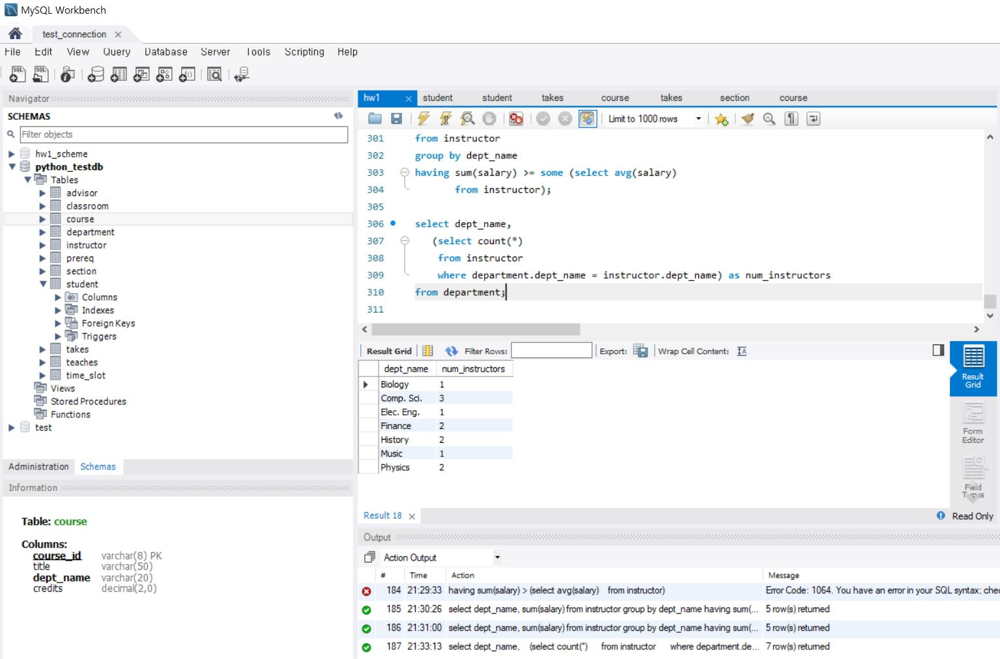 MySQL Workbench
test_connection
File Edit View Query Database Server Tools Scripting Help
Navigator
SCHEMAS
Filter objects
hw1_scheme
python_testdb
Tables
advisor
classroom
course
department
instructor
prereq
section
student
Columns
Indexes
Foreign Keys
Triggers
takes
teaches
time_slot
Views
Stored Procedures
Functions
test
Administration Schemas
Information
Table: course
Columns:
course_id varchar(8) PK
title varchar(50)
dept_name varchar(20)
credits decimal(2,0)
hw1 student student takes course takes section course
Limit to 1000 rows
301 from instructor
302 group by dept_name
303 having sum(salary) >= some (select avg(salary)
304 from instructor);
305
306 select dept_name,
307 (select count(*)
308 from instructor
309 where department.dept_name = instructor.dept_name) as num_instructors
310 from department;
311
Result Grid Filter Rows: Export: Wrap Cell Content:
dept_name num_instructors
Biology 1
Comp. Sci. 3
Elec. Eng. 1
Finance 2
History 2
Music 1
Physics 2
Result
Grid
Form
Editor
Field
Types
Result 18
Read Only
Output
Action Output
# Time Action Message
184 21:29:33 having sum(salary) > (select avg(salary) from instructor) Error Code: 1064. You have an error in your SQL syntax; chec
185 21:30:26 select dept_name, sum(salary) from instructor group by dept_name having sum(... 5 row(s) returned
186 21:31:00 select dept_name, sum(salary) from instructor group by dept_name having sum(... 5 row(s) returned
187 21:33:13 select dept_name, (select count(*) from instructor where department.de... 7 row(s) returned